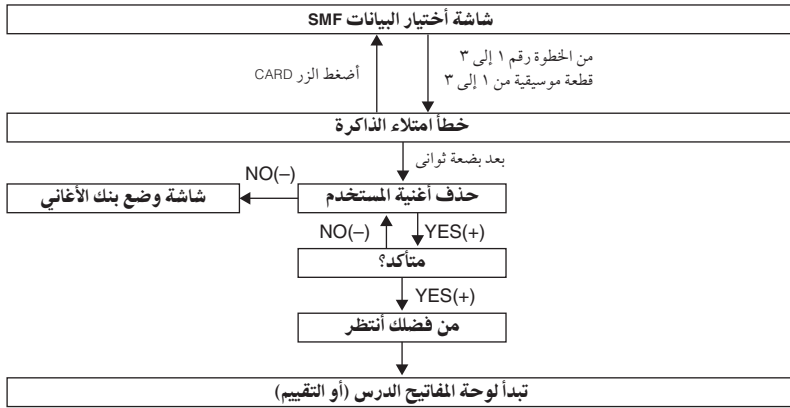 شاشة أختيار البيانات SMF
من الخطوة رقم ١ إلى ٣
قطعة موسيقية من ١ إلى ٣
أضغط الزر CARD
خطأ امتلاء الذاكرة
بعد بضعة ثوانى
حذف أغنية المستخدم
NO(–)
شاشة وضع بنك الأغاني
NO(–)
YES(+)
متأكد؟
YES(+)
من فضلك أنتظر
تبدأ لوحة المفاتيح الدرس (أو التقييم)